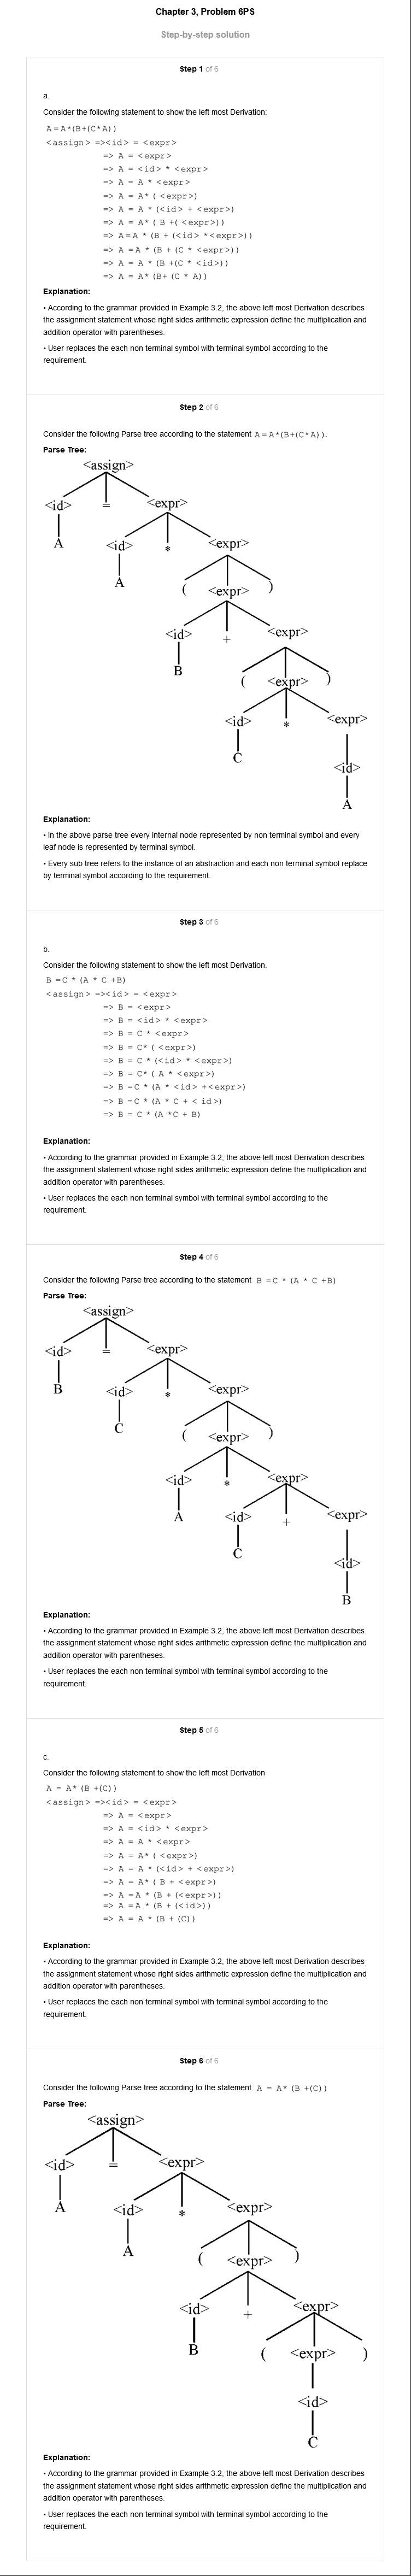 Chapter 3, Problem 6PS
Step-by-step solution
Step 1 of 6
a.
Consider the following statement to show the left most Derivation:
A=A*(B+(C*A))
<assign> =><id> = <expr>
=> A = <expr>
=> A = <id> * <expr>
=> A = A * <expr>
=> A = A* ( <expr>)
=> A = A * (<id> + <expr>)
=> A = A* ( B +( <expr>))
=> A=A * (B + (<id> *<expr>))
=> A =A * (B + (C * <expr>))
=> A = A * (B +(C * <id>))
=> A = A* (B+ (C * A))
Explanation:
• According to the grammar provided in Example 3.2, the above left most Derivation describes
the assignment statement whose right sides arithmetic expression define the multiplication and
addition operator with parentheses.
• User replaces the each non terminal symbol with terminal symbol according to the
requirement.
Step 2 of 6
Consider the following Parse tree according to the statement A=A*(B+(C*A)).
Parse Tree:
<assign>
<id> = <expr>
A <id> * <expr>
A ( <expr> )
<id> + <expr>
B ( <expr> )
<id> * <expr>
C <id>
A
Explanation:
• In the above parse tree every internal node represented by non terminal symbol and every
leaf node is represented by terminal symbol.
• Every sub tree refers to the instance of an abstraction and each non terminal symbol replace
by terminal symbol according to the requirement.
Step 3 of 6
b.
Consider the following statement to show the left most Derivation.
B =C * (A * C +B)
<assign> =><id> = <expr>
=> B = <expr>
=> B = <id> * <expr>
=> B = C * <expr>
=> B = C* ( <expr>)
=> B = C * (<id> * <expr>)
=> B = C* ( A * <expr>)
=> B =C * (A * <id> +<expr>)
=> B =C * (A * C + < id>)
=> B = C * (A *C + B)
Explanation:
• According to the grammar provided in Example 3.2, the above left most Derivation describes
the assignment statement whose right sides arithmetic expression define the multiplication and
addition operator with parentheses.
• User replaces the each non terminal symbol with terminal symbol according to the
requirement.
Step 4 of 6
Consider the following Parse tree according to the statement B =C * (A * C +B)
Parse Tree:
<assign>
<id> = <expr>
B <id> * <expr>
C ( <expr> )
<id> * <expr>
A <id> + <expr>
C <id>
B
Explanation:
• According to the grammar provided in Example 3.2, the above left most Derivation describes
the assignment statement whose right sides arithmetic expression define the multiplication and
addition operator with parentheses.
• User replaces the each non terminal symbol with terminal symbol according to the
requirement.
Step 5 of 6
c.
Consider the following statement to show the left most Derivation
A = A* (B +(C))
<assign> =><id> = <expr>
=> A = <expr>
=> A = <id> * <expr>
=> A = A * <expr>
=> A = A* ( <expr>)
=> A = A * (<id> + <expr>)
=> A = A* ( B + <expr>)
=> A =A * (B + (<expr>))
=> A =A * (B + (<id>))
=> A = A * (B + (C))
Explanation:
• According to the grammar provided in Example 3.2, the above left most Derivation describes
the assignment statement whose right sides arithmetic expression define the multiplication and
addition operator with parentheses.
• User replaces the each non terminal symbol with terminal symbol according to the
requirement.
Step 6 of 6
Consider the following Parse tree according to the statement A = A* (B +(C))
Parse Tree:
<assign>
<id> = <expr>
A <id> * <expr>
A ( <expr> )
<id> + <expr>
B ( <expr> )
<id>
C
Explanation:
• According to the grammar provided in Example 3.2, the above left most Derivation describes
the assignment statement whose right sides arithmetic expression define the multiplication and
addition operator with parentheses.
• User replaces the each non terminal symbol with terminal symbol according to the
requirement.